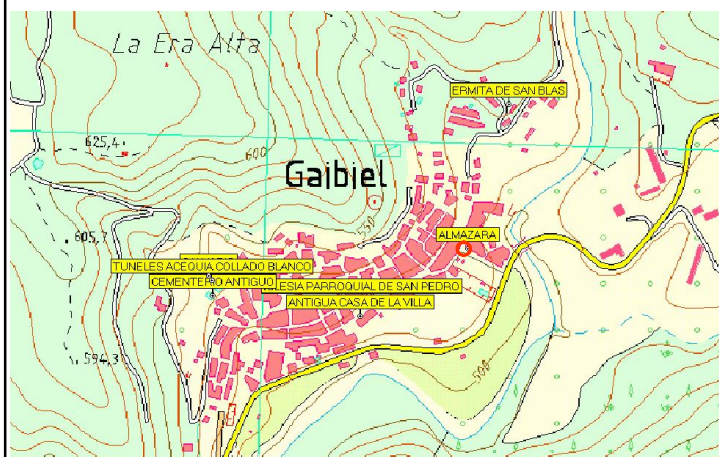 La Era Alta
ERMITA DE SAN BLAS
625,4
600
Gaibiel
550
605,7
ALMAZARA
TUNELES ACEQUIA COLLADO BLANCO
CEMENTERIO ANTIGUO
IGLESIA PARROQUIAL DE SAN PEDRO
ANTIGUA CASA DE LA VILLA
594,3
500